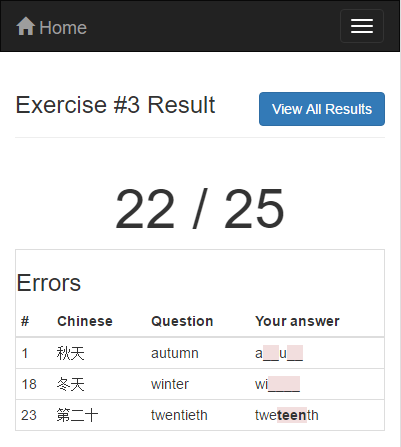 Home
Exercise #3 Result
View All Results
22 / 25
Errors
# Chinese Question Your answer
1 秋天 autumn a__u__
18 冬天 winter wi____
23 第二十 twentieth tweteenth